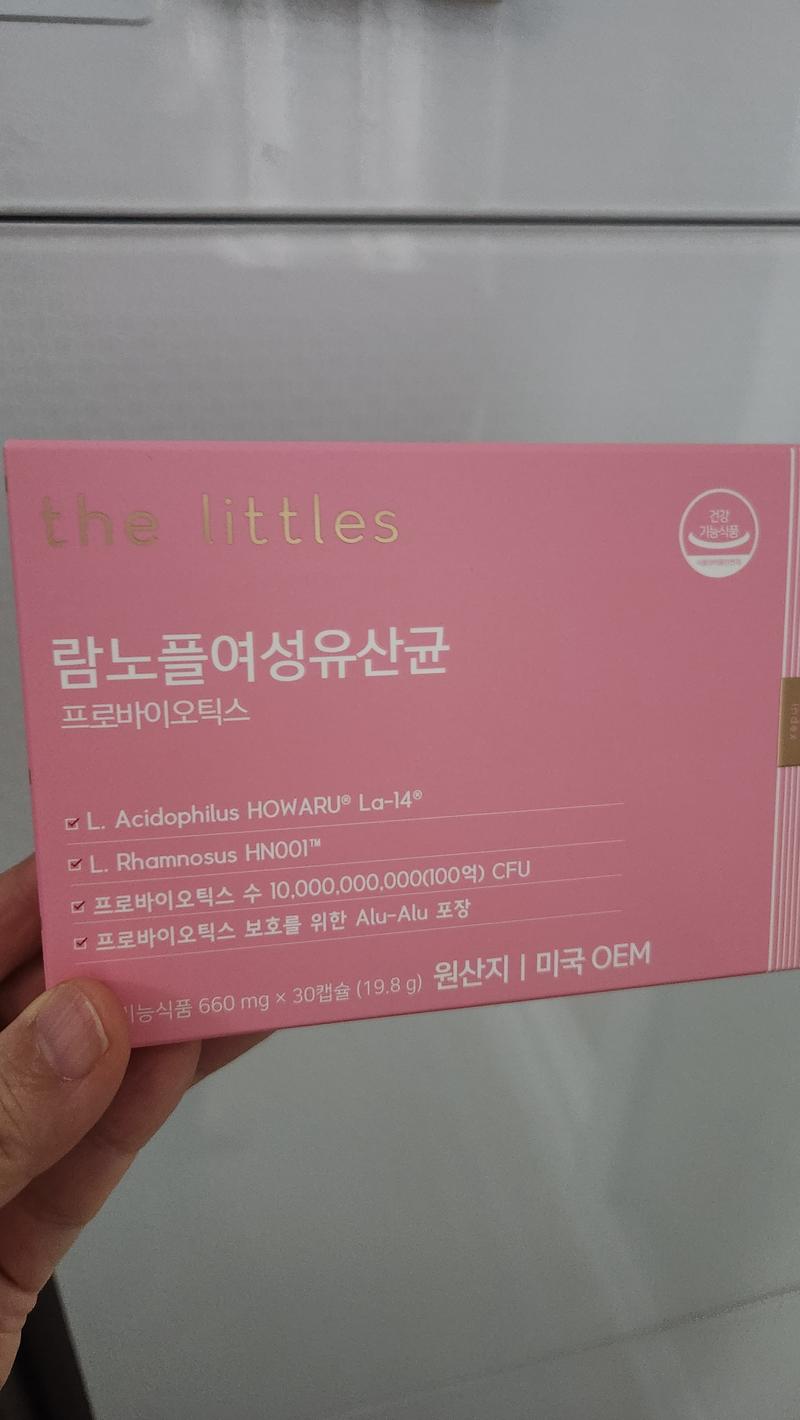 the littles
건강
기능식품
람노플여성유산균
프로바이오틱스
index
L. Acidophilus HOWARU® La-14®
L. Rhamnosus HN001™
프로바이오틱스 수 10,000,000,000(100억) CFU
프로바이오틱스 보호를 위한 Alu-Alu 포장
기능식품 660 mg × 30캡슐 (19.8 g) 원산지 | 미국 OEM